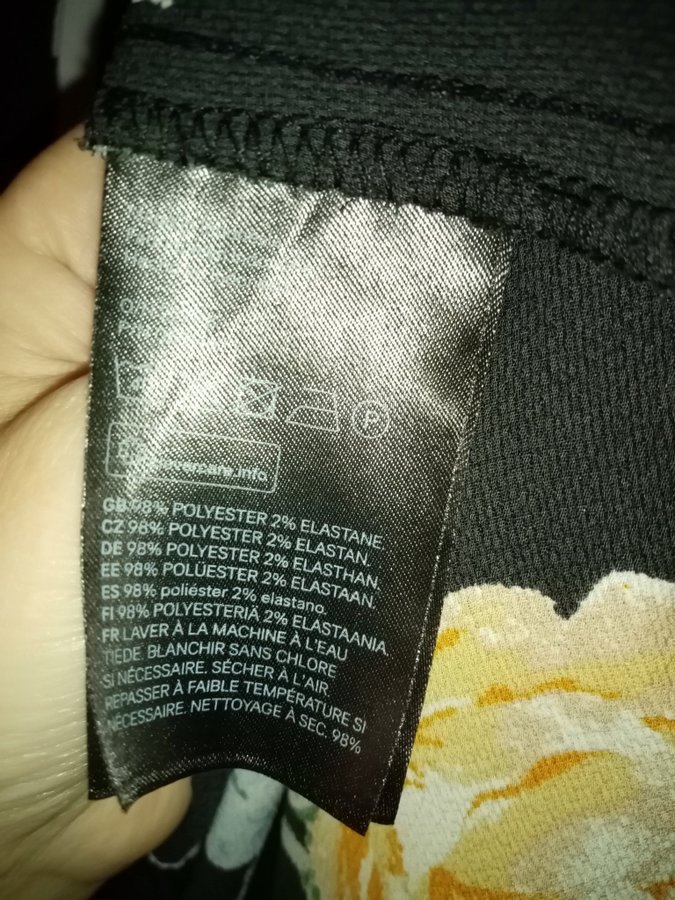 P
clevercare.info
GB 98% POLYESTER 2% ELASTANE.
CZ 98% POLYESTER 2% ELASTAN.
DE 98% POLYESTER 2% ELASTHAN.
EE 98% POLÜESTER 2% ELASTAAN.
ES 98% poliéster 2% elastano.
FI 98% POLYESTERIÄ 2% ELASTAANIA.
FR LAVER À LA MACHINE À L'EAU
TIÈDE. BLANCHIR SANS CHLORE
SI NÉCESSAIRE. SÉCHER À L'AIR.
REPASSER À FAIBLE TEMPÉRATURE SI
NÉCESSAIRE. NETTOYAGE À SEC. 98%